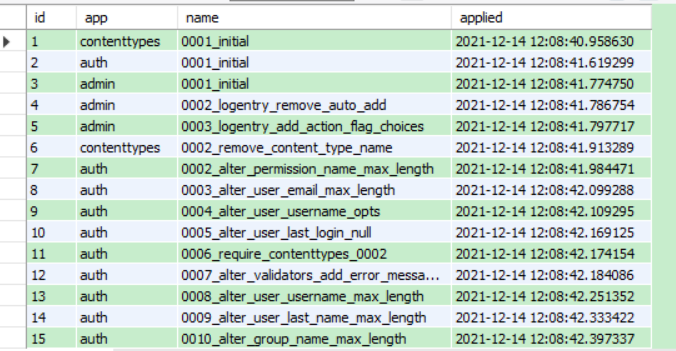 id app name applied
1 contenttypes 0001_initial 2021-12-14 12:08:40.958630
2 auth 0001_initial 2021-12-14 12:08:41.619299
3 admin 0001_initial 2021-12-14 12:08:41.774750
4 admin 0002_logentry_remove_auto_add 2021-12-14 12:08:41.786754
5 admin 0003_logentry_add_action_flag_choices 2021-12-14 12:08:41.797717
6 contenttypes 0002_remove_content_type_name 2021-12-14 12:08:41.913289
7 auth 0002_alter_permission_name_max_length 2021-12-14 12:08:41.984471
8 auth 0003_alter_user_email_max_length 2021-12-14 12:08:42.099288
9 auth 0004_alter_user_username_opts 2021-12-14 12:08:42.109295
10 auth 0005_alter_user_last_login_null 2021-12-14 12:08:42.169125
11 auth 0006_require_contenttypes_0002 2021-12-14 12:08:42.174154
12 auth 0007_alter_validators_add_error_messa... 2021-12-14 12:08:42.184086
13 auth 0008_alter_user_username_max_length 2021-12-14 12:08:42.251352
14 auth 0009_alter_user_last_name_max_length 2021-12-14 12:08:42.333422
15 auth 0010_alter_group_name_max_length 2021-12-14 12:08:42.397337